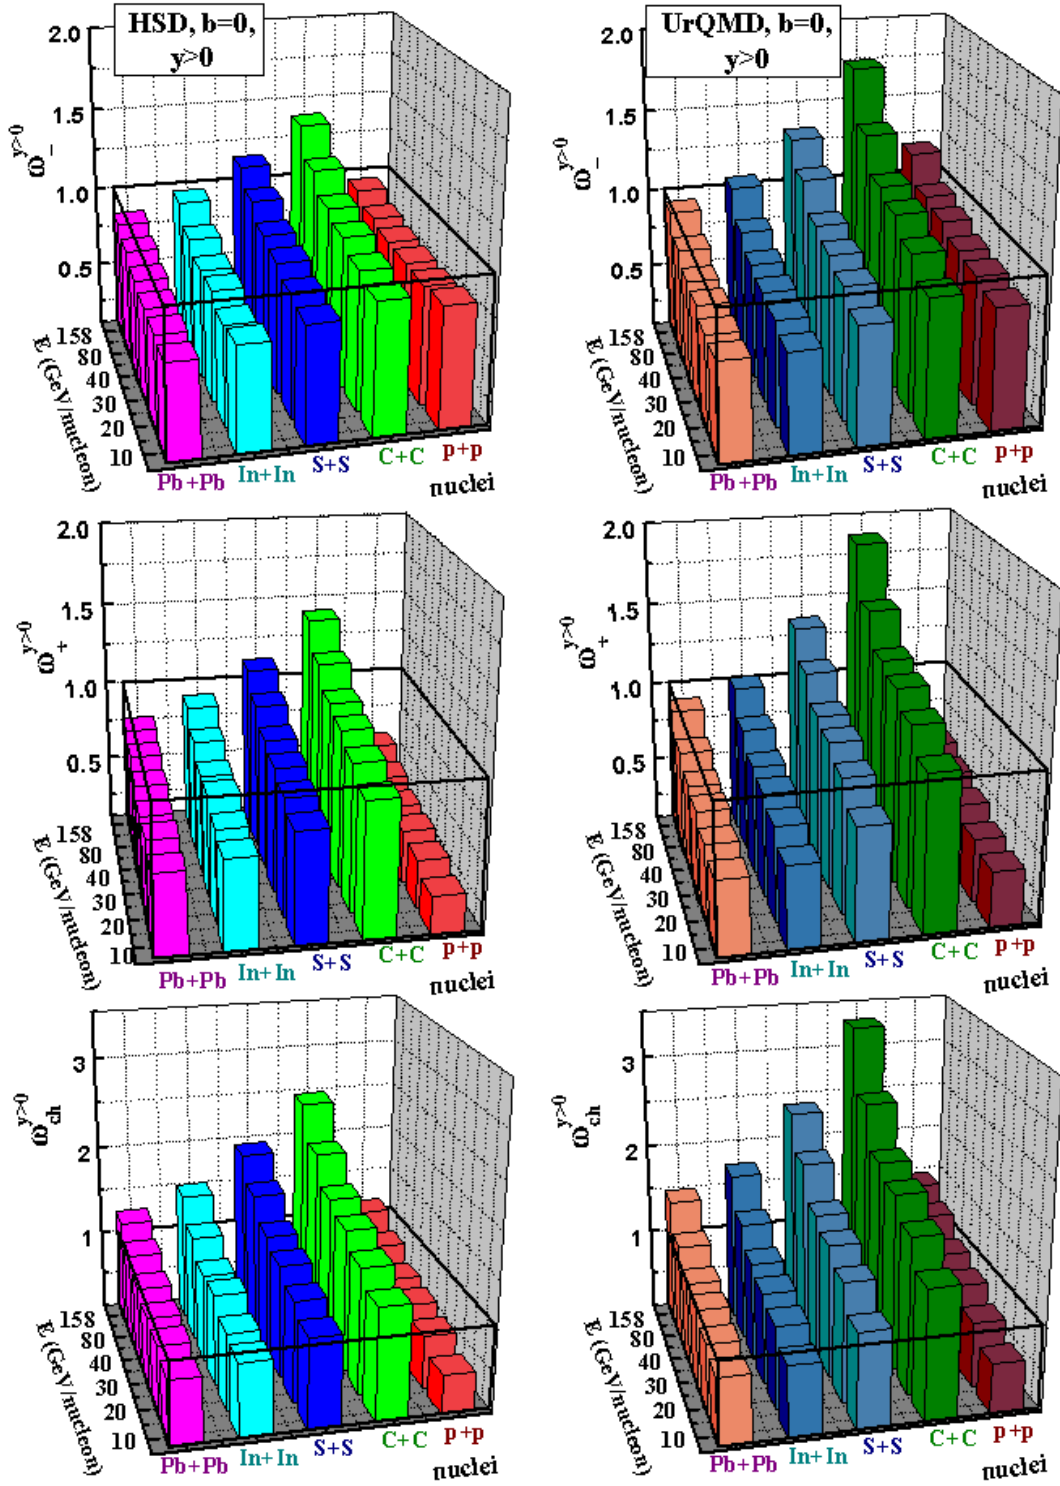 HSD, b=0,
y>0
2.0
1.5
1.0
0.5
ω₋^{y>0}
158
80
40
30
20
10
E (GeV/nucleon)
Pb+Pb
In+In
S+S
C+C
p+p
nuclei
UrQMD, b=0,
y>0
2.0
1.5
1.0
0.5
ω₋^{y>0}
158
80
40
30
20
10
E (GeV/nucleon)
Pb+Pb
In+In
S+S
C+C
p+p
nuclei
2.0
1.5
1.0
0.5
ω₊^{y>0}
158
80
40
30
20
10
E (GeV/nucleon)
Pb+Pb
In+In
S+S
C+C
p+p
nuclei
2.0
1.5
1.0
0.5
ω₊^{y>0}
158
80
40
30
20
10
E (GeV/nucleon)
Pb+Pb
In+In
S+S
C+C
p+p
nuclei
3
2
1
ω_{ch}^{y>0}
158
80
40
30
20
10
E (GeV/nucleon)
Pb+Pb
In+In
S+S
C+C
p+p
nuclei
3
2
1
ω_{ch}^{y>0}
158
80
40
30
20
10
E (GeV/nucleon)
Pb+Pb
In+In
S+S
C+C
p+p
nuclei